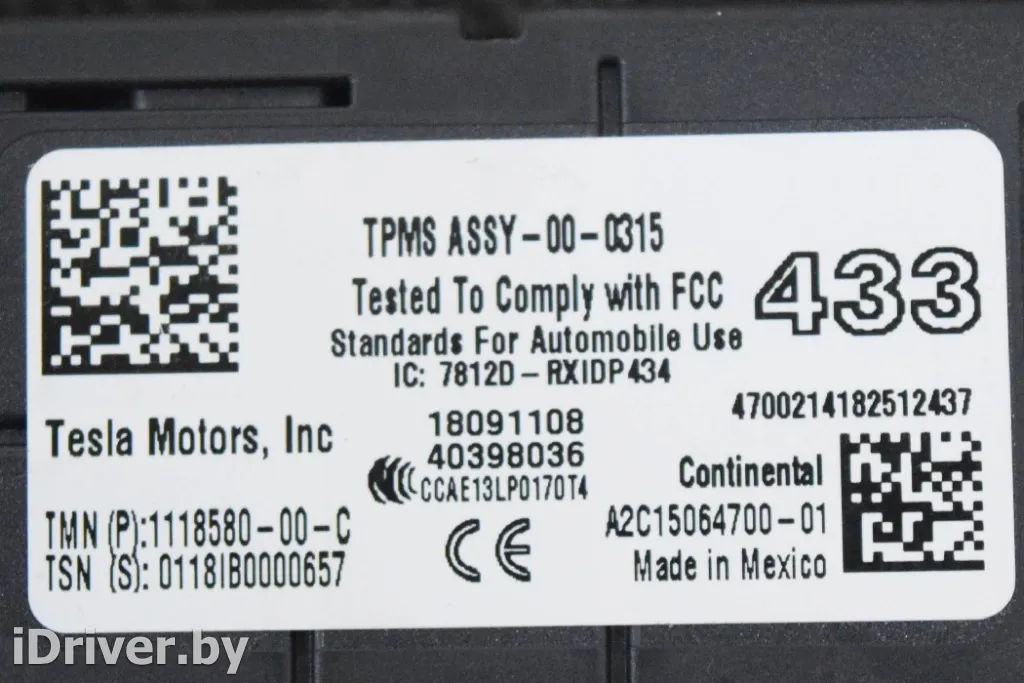 TPMS ASSY-00-0315
Tested To Comply with FCC
Standards For Automobile Use
IC: 7812D-RXIDP434
433
4700214182512437
Tesla Motors, Inc
18091108
40398036
CCAE13LP0170T4
TMN (P):1118580-00-C
TSN (S): 0118IB0000657
CE
Continental
A2C15064700-01
Made in Mexico
iDriver.by